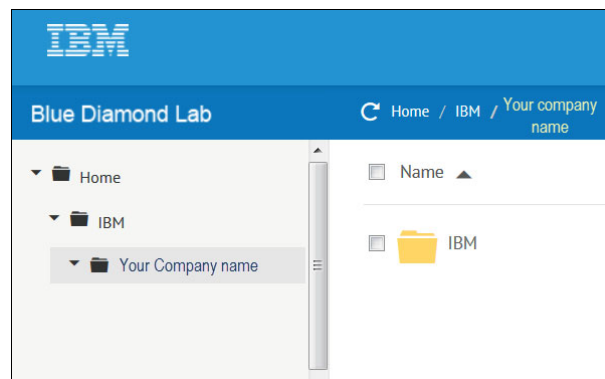 IBM
Blue Diamond Lab
Home / IBM / Your company
name
Home
IBM
Your Company name
Name
IBM